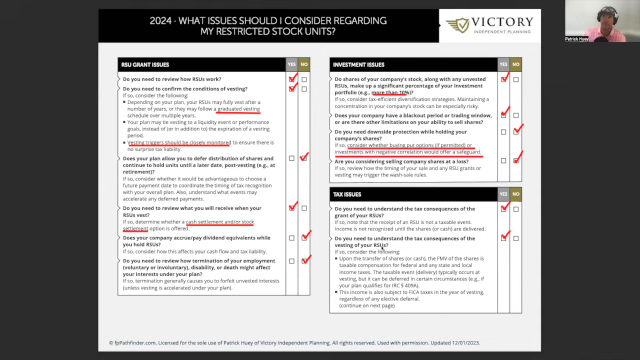 2024 · WHAT ISSUES SHOULD I CONSIDER REGARDING
MY RESTRICTED STOCK UNITS?
VICTORY
INDEPENDENT PLANNING
Patrick Huey
RSU GRANT ISSUES
YES
NO
Do you need to review how RSUs work?
Do you need to confirm the conditions of vesting?
If so, consider the following:
Depending on your plan, your RSUs may fully vest after a
number of years, or they may follow a graduated vesting
schedule over multiple years.
Your plan may tie vesting to a liquidity event or performance
goals, instead of (or in addition to) the expiration of a vesting
period.
Vesting triggers should be closely monitored to ensure there
is no surprise tax liability.
Does your plan allow you to defer distribution of shares
and continue to hold units until a later date, post-vesting (e.g., at
retirement)?
If so, consider whether it would be advantageous to choose a
future payment date to coordinate the timing of tax recognition
with your overall plan. Also, understand what events may
accelerate any deferred payments.
Do you need to review what you will receive when your
RSUs vest?
If so, determine whether a cash settlement and/or stock
settlement option is offered.
Does your company accrue/pay dividend equivalents while
you hold RSUs?
If so, consider how this affects your cash flow and tax liability.
Do you need to review how termination of your employment
(voluntary or involuntary), disability, or death might affect
your interests under your plan?
If so, termination generally causes you to forfeit unvested interests
(unless vesting is accelerated under your plan).
INVESTMENT ISSUES
YES
NO
Do shares of your company's stock, along with any unvested
RSUs, make up a significant percentage of your investment
portfolio (e.g., more than 10%)?
If so, consider tax-efficient diversification strategies. Maintaining a
concentration in your company's stock can be especially risky.
Does your company have a blackout period or trading window,
or are there other limitations on your ability to sell shares?
Do you need downside protection while holding your
company's shares?
If so, consider whether buying put options (if permitted) or
investments with negative correlation would offer a safeguard.
Are you considering selling company shares at a loss?
If so, review how the timing of your sale and any RSU grants
or vesting may trigger the wash-sale rules.
TAX ISSUES
YES
NO
Do you need to understand the tax consequences of the
grant of your RSUs?
If so, note that the receipt of an RSU is not a taxable event.
Income is not recognized until the shares (or cash) are delivered.
Do you need to understand the tax consequences of the
vesting of your RSUs?
If so, consider the following:
Upon the transfer of shares (or cash), the FMV of the shares is
taxable compensation for federal and any state and local
income taxes. The taxable event (delivery) typically occurs at
vesting, but it can be deferred in certain circumstances (e.g., if
your plan qualifies for IRC § 409A).
This income is also subject to FICA taxes in the year of vesting,
regardless of any elective deferral.
(continue on next page)
© fpPathfinder.com. Licensed for the sole use of Patrick Huey of Victory Independent Planning. All rights reserved. Used with permission. Updated 12/01/2023.